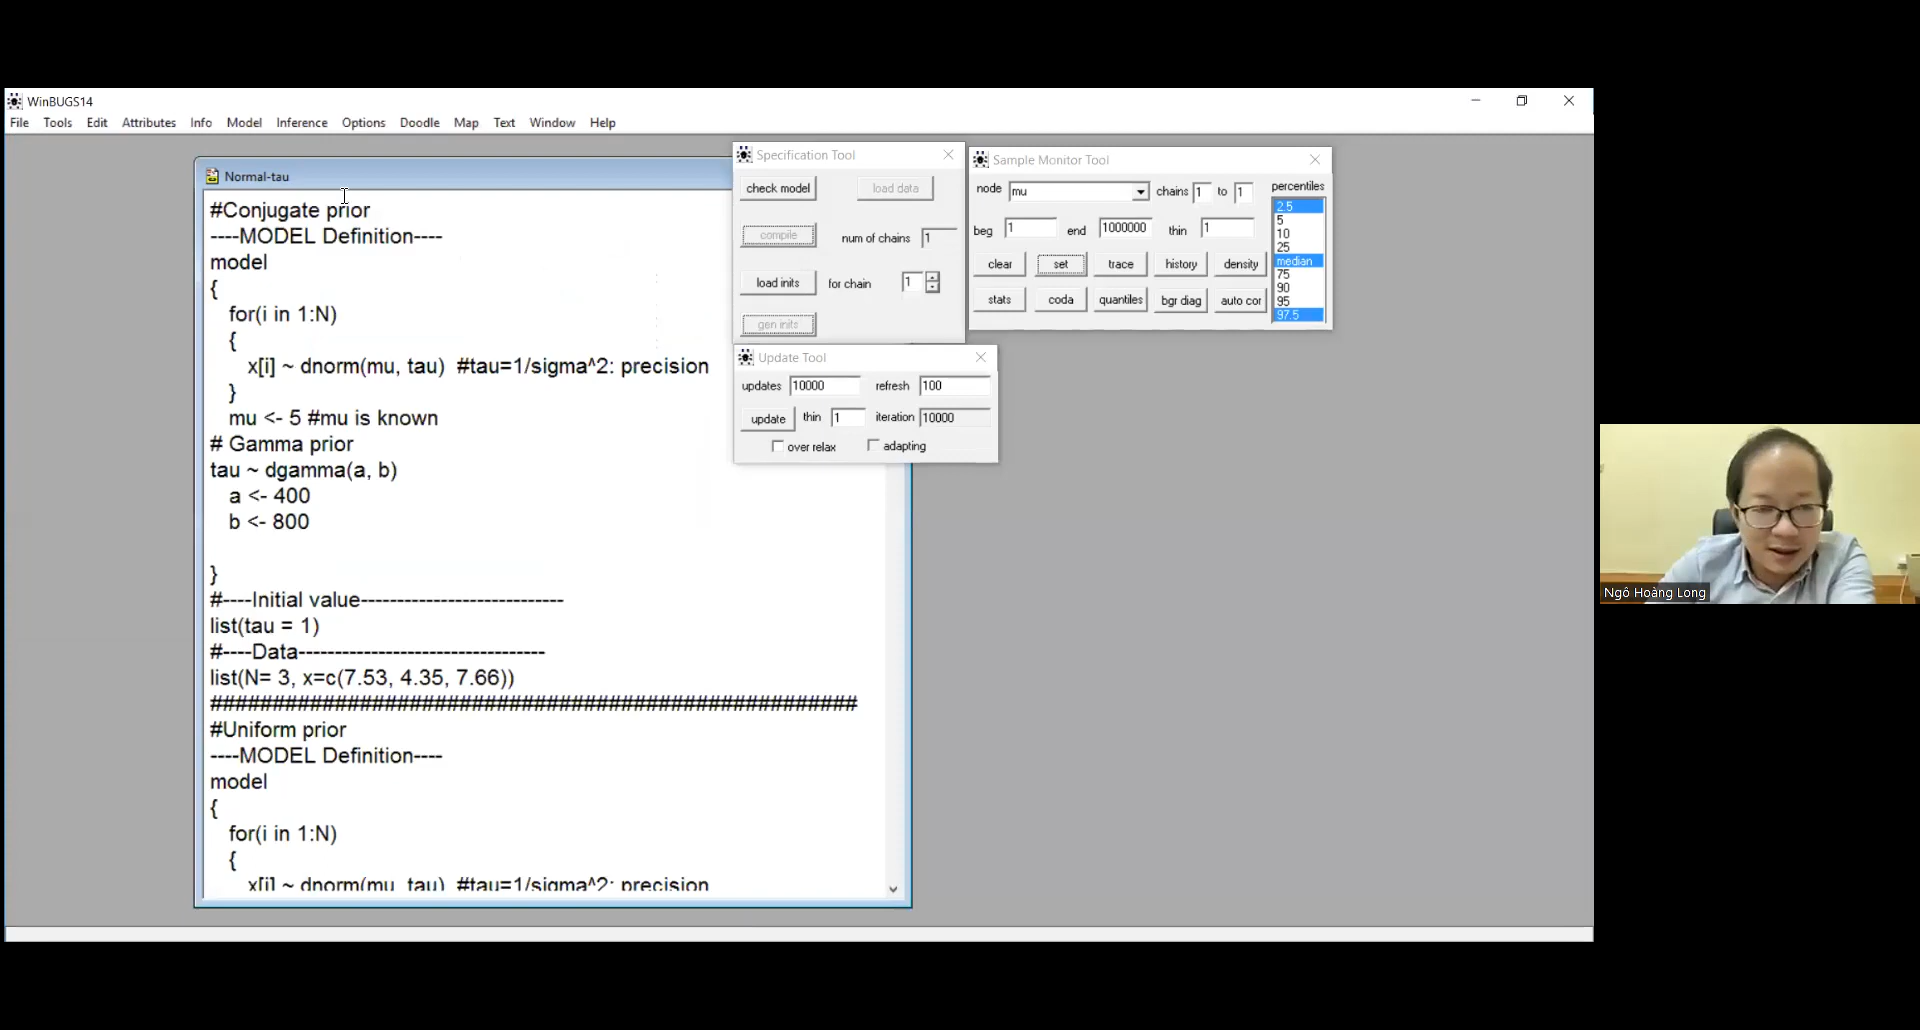 WinBUGS14
File Tools Edit Attributes Info Model Inference Options Doodle Map Text Window Help
Normal-tau
#Conjugate prior
----MODEL Definition----
model
{
for(i in 1:N)
{
x[i] ~ dnorm(mu, tau) #tau=1/sigma^2: precision
}
mu <- 5 #mu is known
# Gamma prior
tau ~ dgamma(a, b)
a <- 400
b <- 800
}
#----Initial value----------------------------
list(tau = 1)
#----Data----------------------------------
list(N= 3, x=c(7.53, 4.35, 7.66))
######################################################
#Uniform prior
----MODEL Definition----
model
{
for(i in 1:N)
{
x[i] ~ dnorm(mu, tau) #tau=1/sigma^2: precision
Specification Tool
check model load data
compile num of chains 1
load inits for chain 1
gen inits
Sample Monitor Tool
node mu chains 1 to 1 percentiles
beg 1 end 1000000 thin 1
clear set trace history density
stats coda quantiles bgr diag auto cor
2.5
5
10
25
median
75
90
95
97.5
Update Tool
updates 10000 refresh 100
update thin 1 iteration 10000
over relax adapting
Ngô Hoàng Long